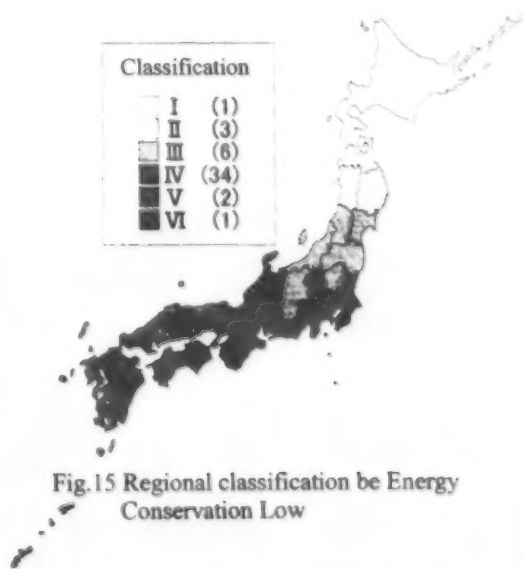 Classification
I (1)
II (3)
III (6)
IV (34)
V (2)
VI (1)
Fig.15 Regional classification be Energy
Conservation Low